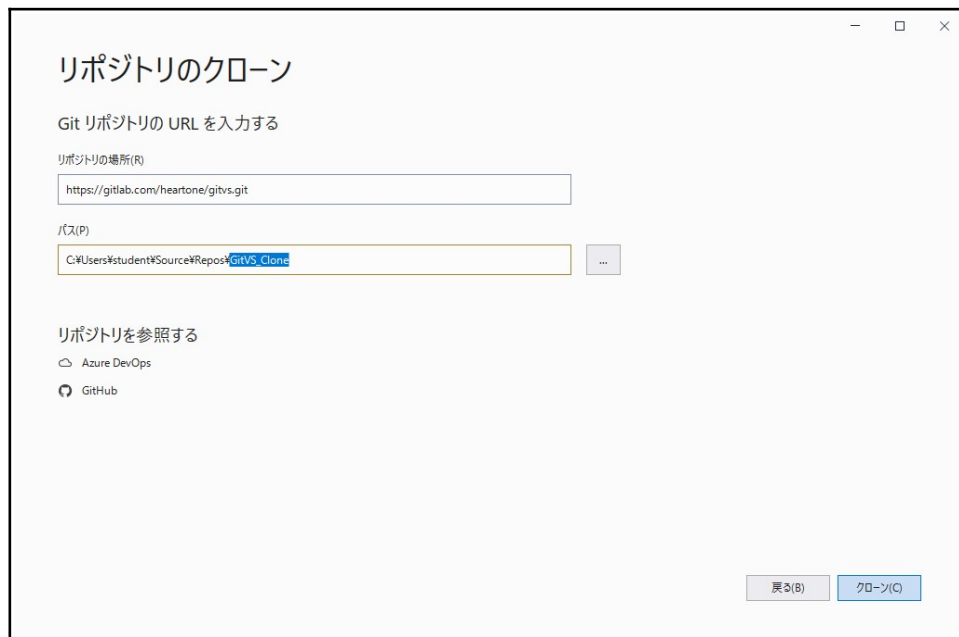 リポジトリのクローン
Git リポジトリの URL を入力する
リポジトリの場所(R)
https://gitlab.com/heartone/gitvs.git
パス(P)
C:¥Users¥student¥Source¥Repos¥GitVS_Clone
...
リポジトリを参照する
Azure DevOps
GitHub
戻る(B)
クローン(C)